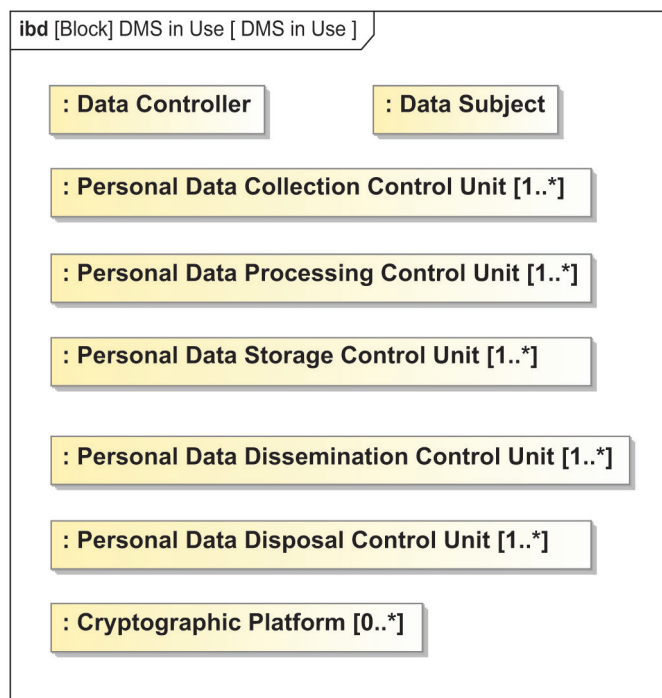 ibd [Block] DMS in Use [ DMS in Use ]
: Data Controller
: Data Subject
: Personal Data Collection Control Unit [1..*]
: Personal Data Processing Control Unit [1..*]
: Personal Data Storage Control Unit [1..*]
: Personal Data Dissemination Control Unit [1..*]
: Personal Data Disposal Control Unit [1..*]
: Cryptographic Platform [0..*]